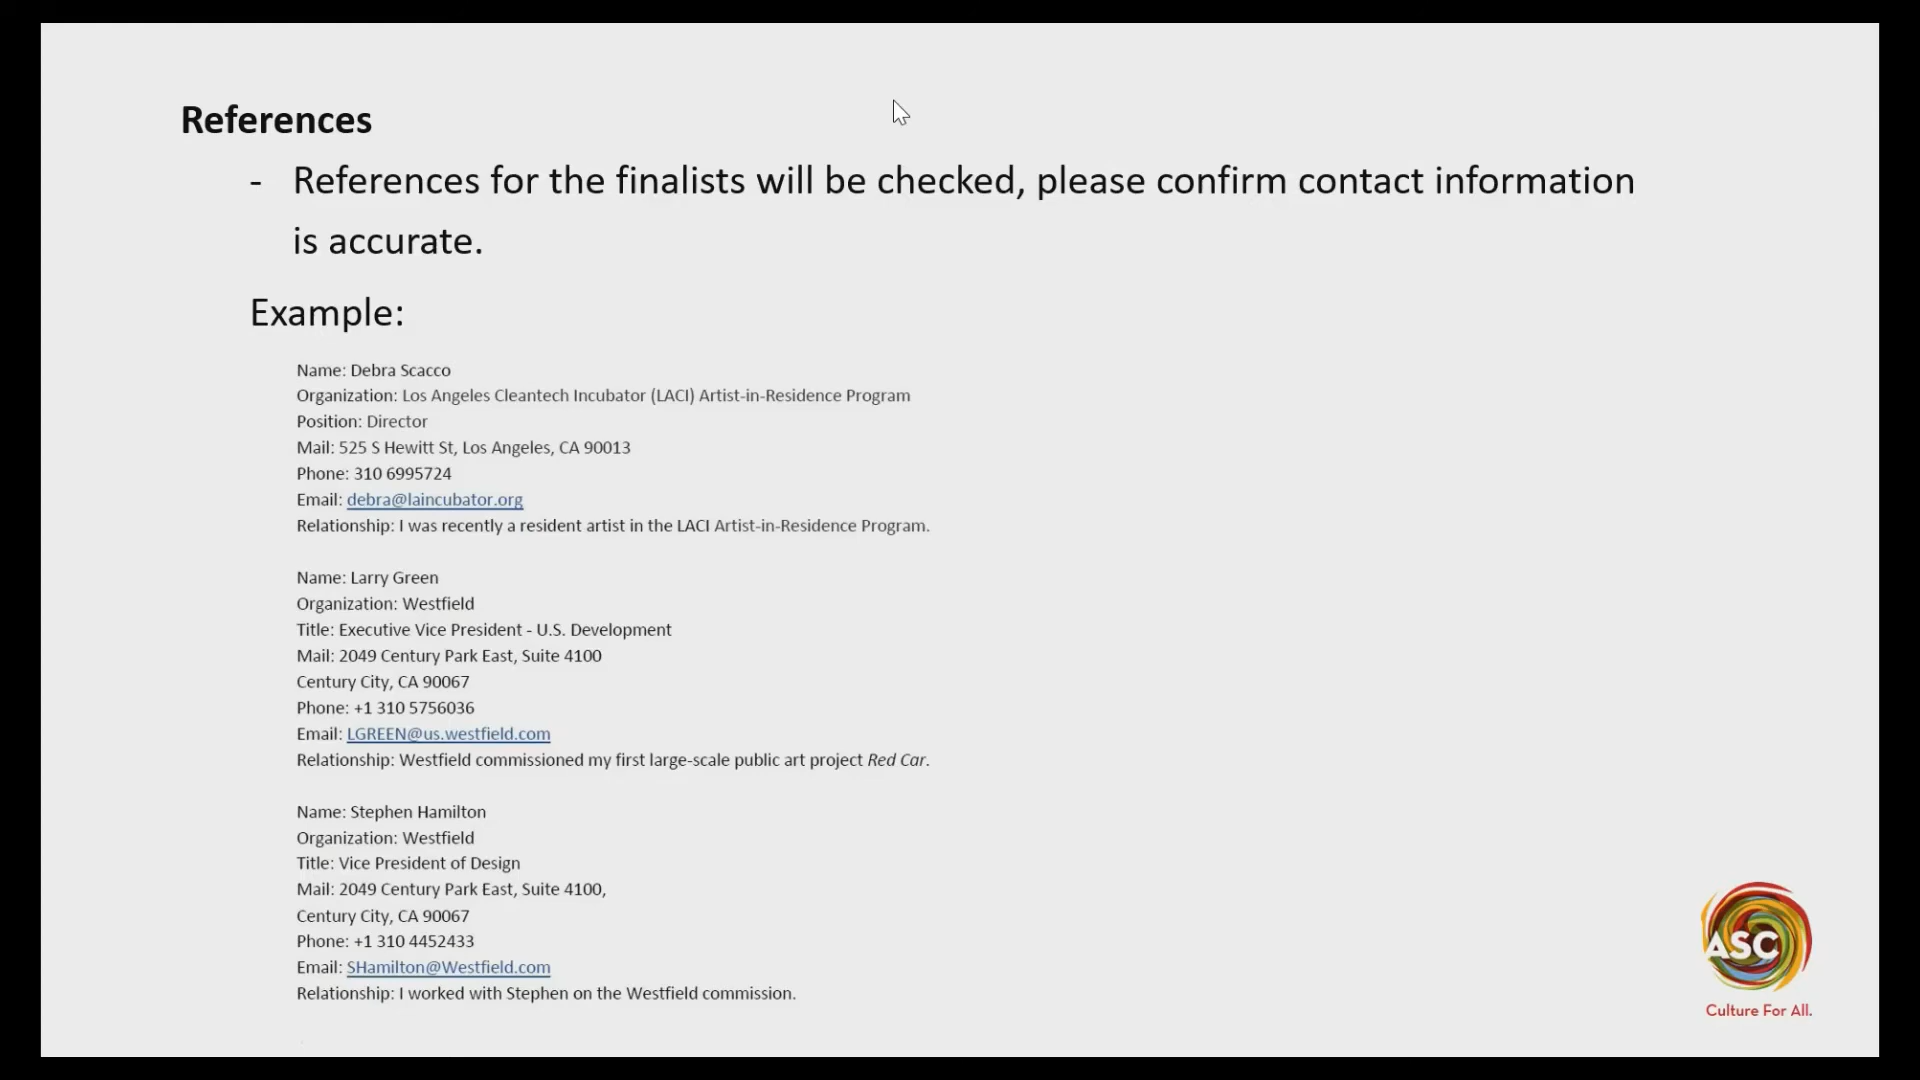 References
- References for the finalists will be checked, please confirm contact information
is accurate.
Example:
Name: Debra Scacco
Organization: Los Angeles Cleantech Incubator (LACI) Artist-in-Residence Program
Position: Director
Mail: 525 S Hewitt St, Los Angeles, CA 90013
Phone: 310 6995724
Email: debra@laincubator.org
Relationship: I was recently a resident artist in the LACI Artist-in-Residence Program.
Name: Larry Green
Organization: Westfield
Title: Executive Vice President - U.S. Development
Mail: 2049 Century Park East, Suite 4100
Century City, CA 90067
Phone: +1 310 5756036
Email: LGREEN@us.westfield.com
Relationship: Westfield commissioned my first large-scale public art project Red Car.
Name: Stephen Hamilton
Organization: Westfield
Title: Vice President of Design
Mail: 2049 Century Park East, Suite 4100,
Century City, CA 90067
Phone: +1 310 4452433
Email: SHamilton@Westfield.com
Relationship: I worked with Stephen on the Westfield commission.
ASC
Culture For All.